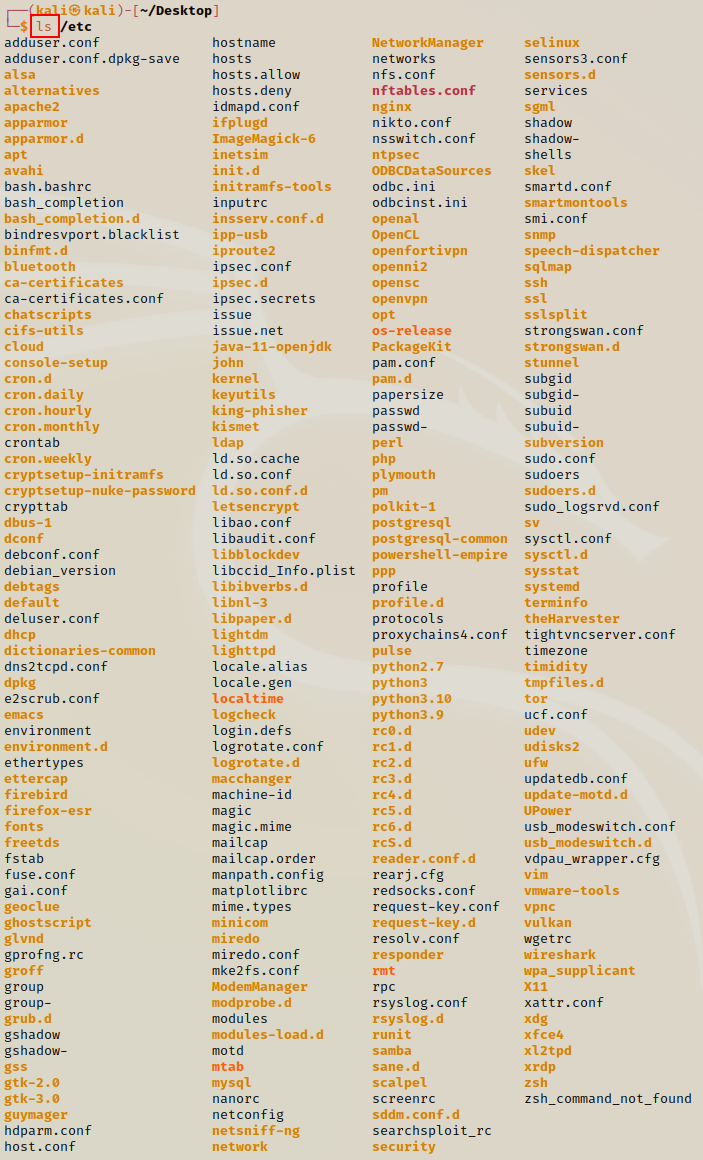 ┌──(kali㉿kali)-[~/Desktop]
└─$ ls /etc
adduser.conf hostname NetworkManager selinux
adduser.conf.dpkg-save hosts networks sensors3.conf
alsa hosts.allow nfs.conf sensors.d
alternatives hosts.deny nftables.conf services
apache2 idmapd.conf nginx sgml
apparmor ifplugd nikto.conf shadow
apparmor.d ImageMagick-6 nsswitch.conf shadow-
apt inetsim ntpsec shells
avahi init.d ODBCDataSources skel
bash.bashrc initramfs-tools odbc.ini smartd.conf
bash_completion inputrc odbcinst.ini smartmontools
bash_completion.d insserv.conf.d openal smi.conf
bindresvport.blacklist ipp-usb OpenCL snmp
binfmt.d iproute2 openfortivpn speech-dispatcher
bluetooth ipsec.conf openni2 sqlmap
ca-certificates ipsec.d opensc ssh
ca-certificates.conf ipsec.secrets openvpn ssl
chatscripts issue opt sslsplit
cifs-utils issue.net os-release strongswan.conf
cloud java-11-openjdk PackageKit strongswan.d
console-setup john pam.conf stunnel
cron.d kernel pam.d subgid
cron.daily keyutils papersize subgid-
cron.hourly king-phisher passwd subuid
cron.monthly kismet passwd- subuid-
crontab ldap perl subversion
cron.weekly ld.so.cache php sudo.conf
cryptsetup-initramfs ld.so.conf plymouth sudoers
cryptsetup-nuke-password ld.so.conf.d pm sudoers.d
crypttab letsencrypt polkit-1 sudo_logsrvd.conf
dbus-1 libao.conf postgresql sv
dconf libaudit.conf postgresql-common sysctl.conf
debconf.conf libblockdev powershell-empire sysctl.d
debian_version libccid_Info.plist ppp sysstat
debtags libibverbs.d profile systemd
default libnl-3 profile.d terminfo
deluser.conf libpaper.d protocols theHarvester
dhcp lightdm proxychains4.conf tightvncserver.conf
dictionaries-common lighttpd pulse timezone
dns2tcpd.conf locale.alias python2.7 timidity
dpkg locale.gen python3 tmpfiles.d
e2scrub.conf localtime python3.10 tor
emacs logcheck python3.9 ucf.conf
environment login.defs rc0.d udev
environment.d logrotate.conf rc1.d udisks2
ethertypes logrotate.d rc2.d ufw
ettercap macchanger rc3.d updatedb.conf
firebird machine-id rc4.d update-motd.d
firefox-esr magic rc5.d UPower
fonts magic.mime rc6.d usb_modeswitch.conf
freetds mailcap rcS.d usb_modeswitch.d
fstab mailcap.order reader.conf.d vdpau_wrapper.cfg
fuse.conf manpath.config rearj.cfg vim
gai.conf matplotlibrc redsocks.conf vmware-tools
geoclue mime.types request-key.conf vpnc
ghostscript minicom request-key.d vulkan
glvnd miredo resolv.conf wgetrc
gprofng.rc miredo.conf responder wireshark
groff mke2fs.conf rmt wpa_supplicant
group ModemManager rpc X11
group- modprobe.d rsyslog.conf xattr.conf
grub.d modules rsyslog.d xdg
gshadow modules-load.d runit xfce4
gshadow- motd samba xl2tpd
gss mtab sane.d xrdp
gtk-2.0 mysql scalpel zsh
gtk-3.0 nanorc screenrc zsh_command_not_found
guymager netconfig sddm.conf.d
hdparm.conf netsniff-ng searchsploit_rc
host.conf network security